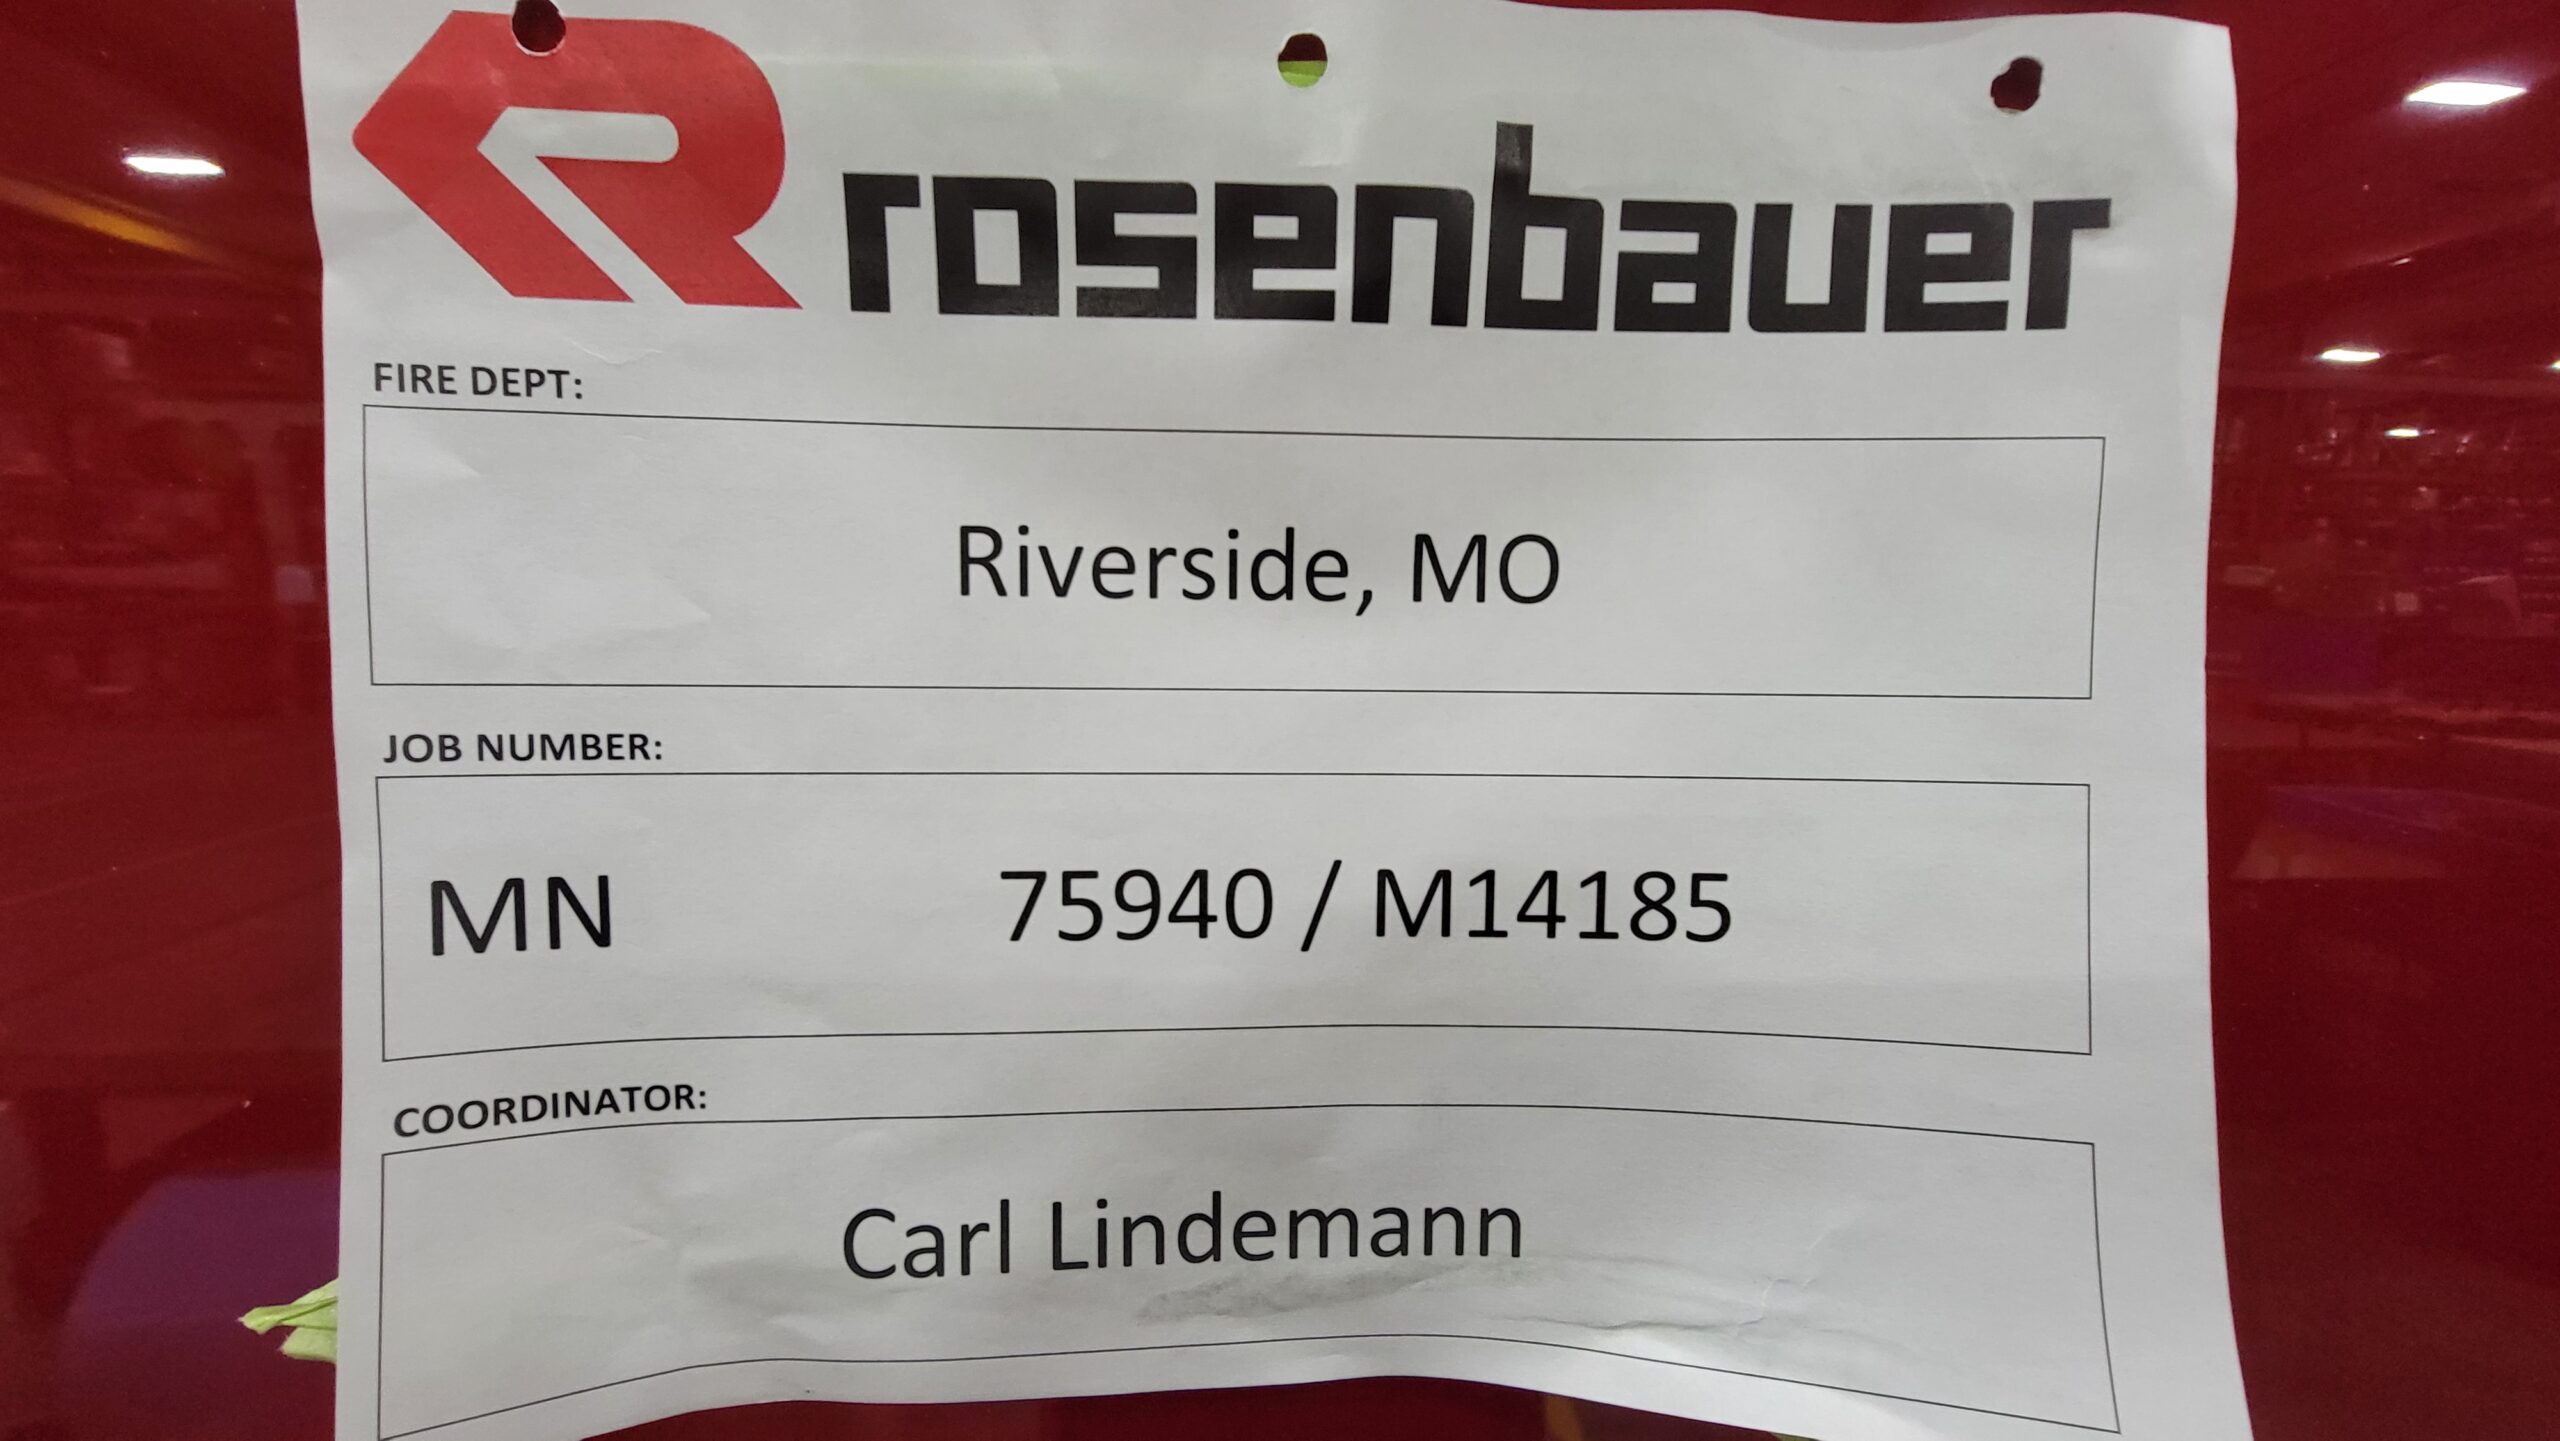 rosenbauer
FIRE DEPT:
Riverside, MO
JOB NUMBER:
MN 75940 / M14185
COORDINATOR:
Carl Lindemann